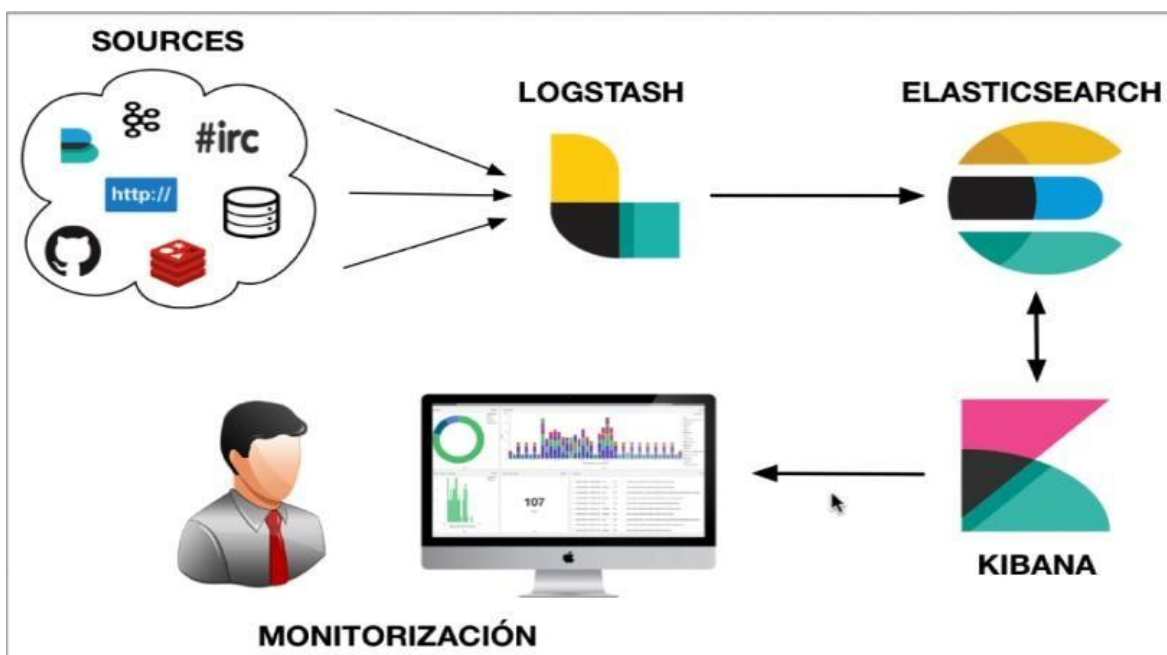 SOURCES
#irc
http://
LOGSTASH
ELASTICSEARCH
107
KIBANA
MONITORIZACIÓN